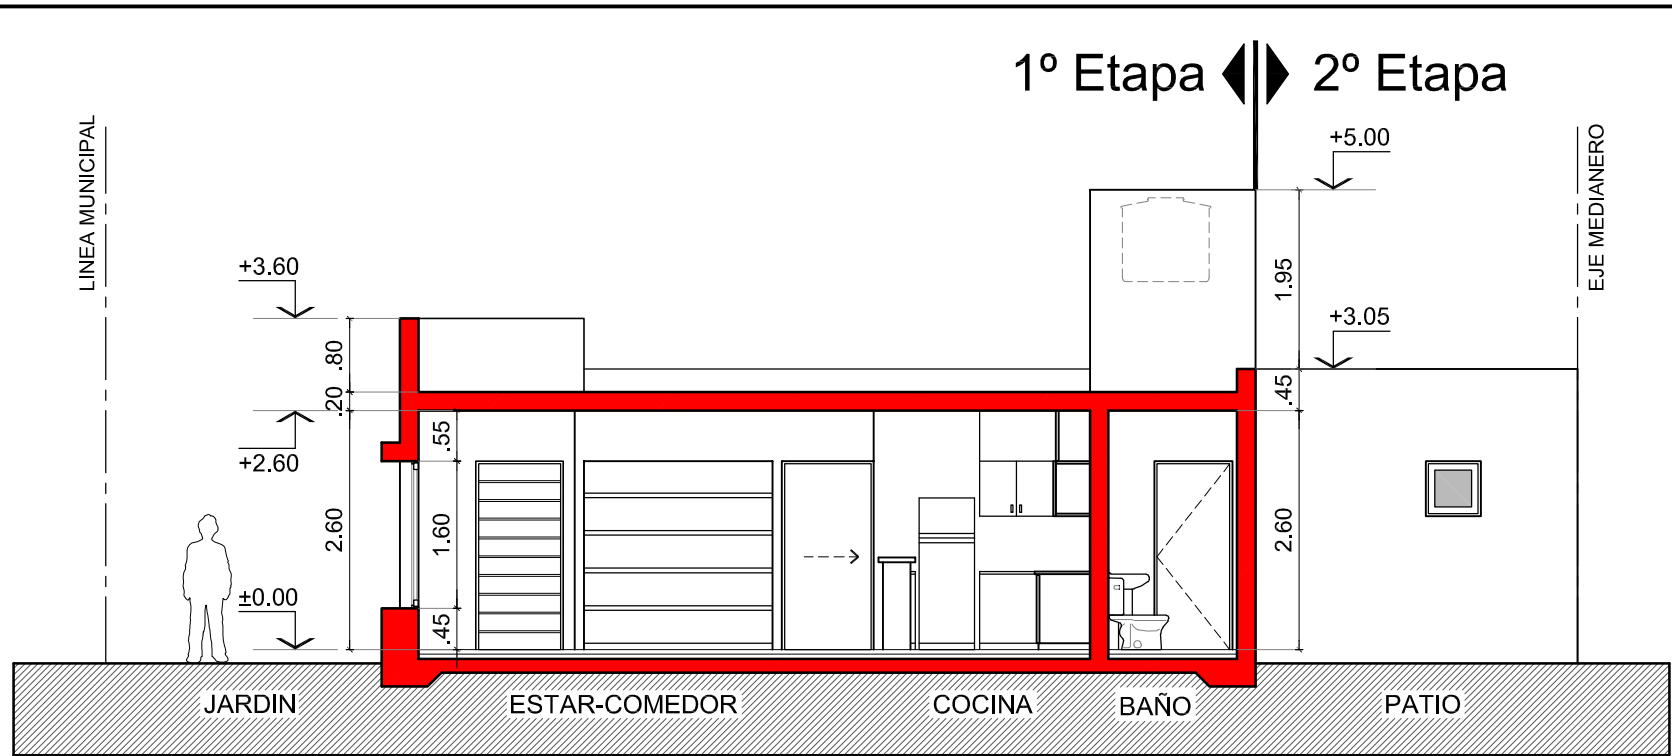 1º Etapa
2º Etapa
LINEA MUNICIPAL
EJE MEDIANERO
+5.00
+3.60
1.95
+3.05
.80
.20
.45
+2.60
.55
2.60
1.60
2.60
±0.00
.45
JARDIN
ESTAR-COMEDOR
COCINA
BAÑO
PATIO